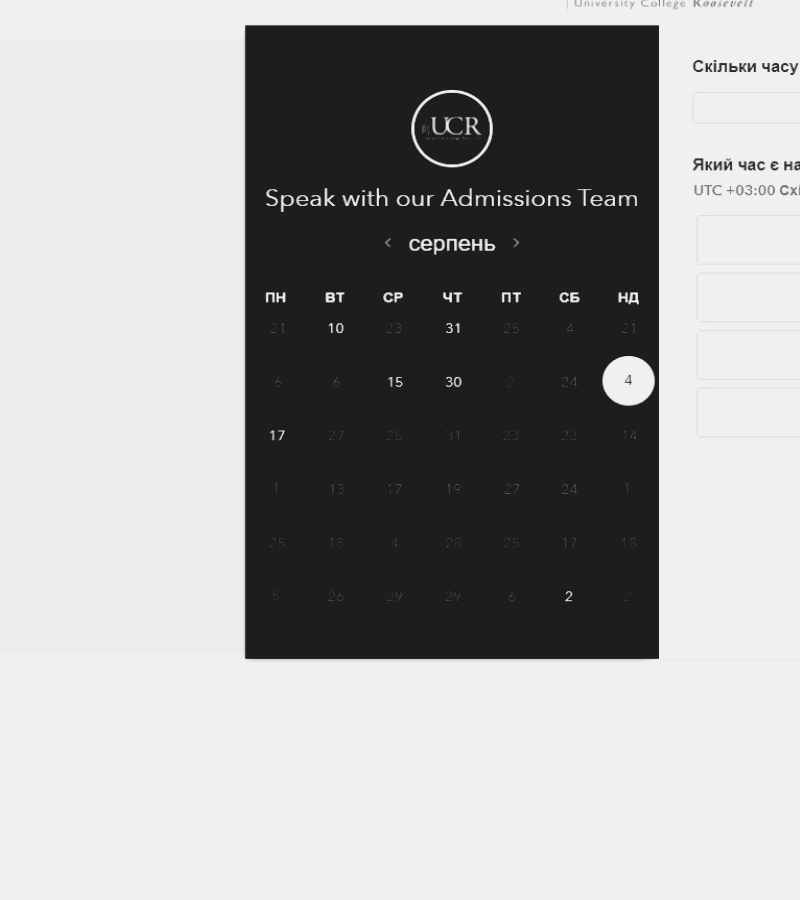 University College Roosevelt
UCR
Speak with our Admissions Team
серпень
ПН ВТ СР ЧТ ПТ СБ НД
21 10 23 31 25 4 21
6 6 15 30 2 24 4
17 27 25 31 23 23 14
1 13 17 19 27 24 1
25 18 4 28 25 17 18
5 26 29 29 6 2 2
Скільки часу
Який час є на
UTC +03:00 Схі